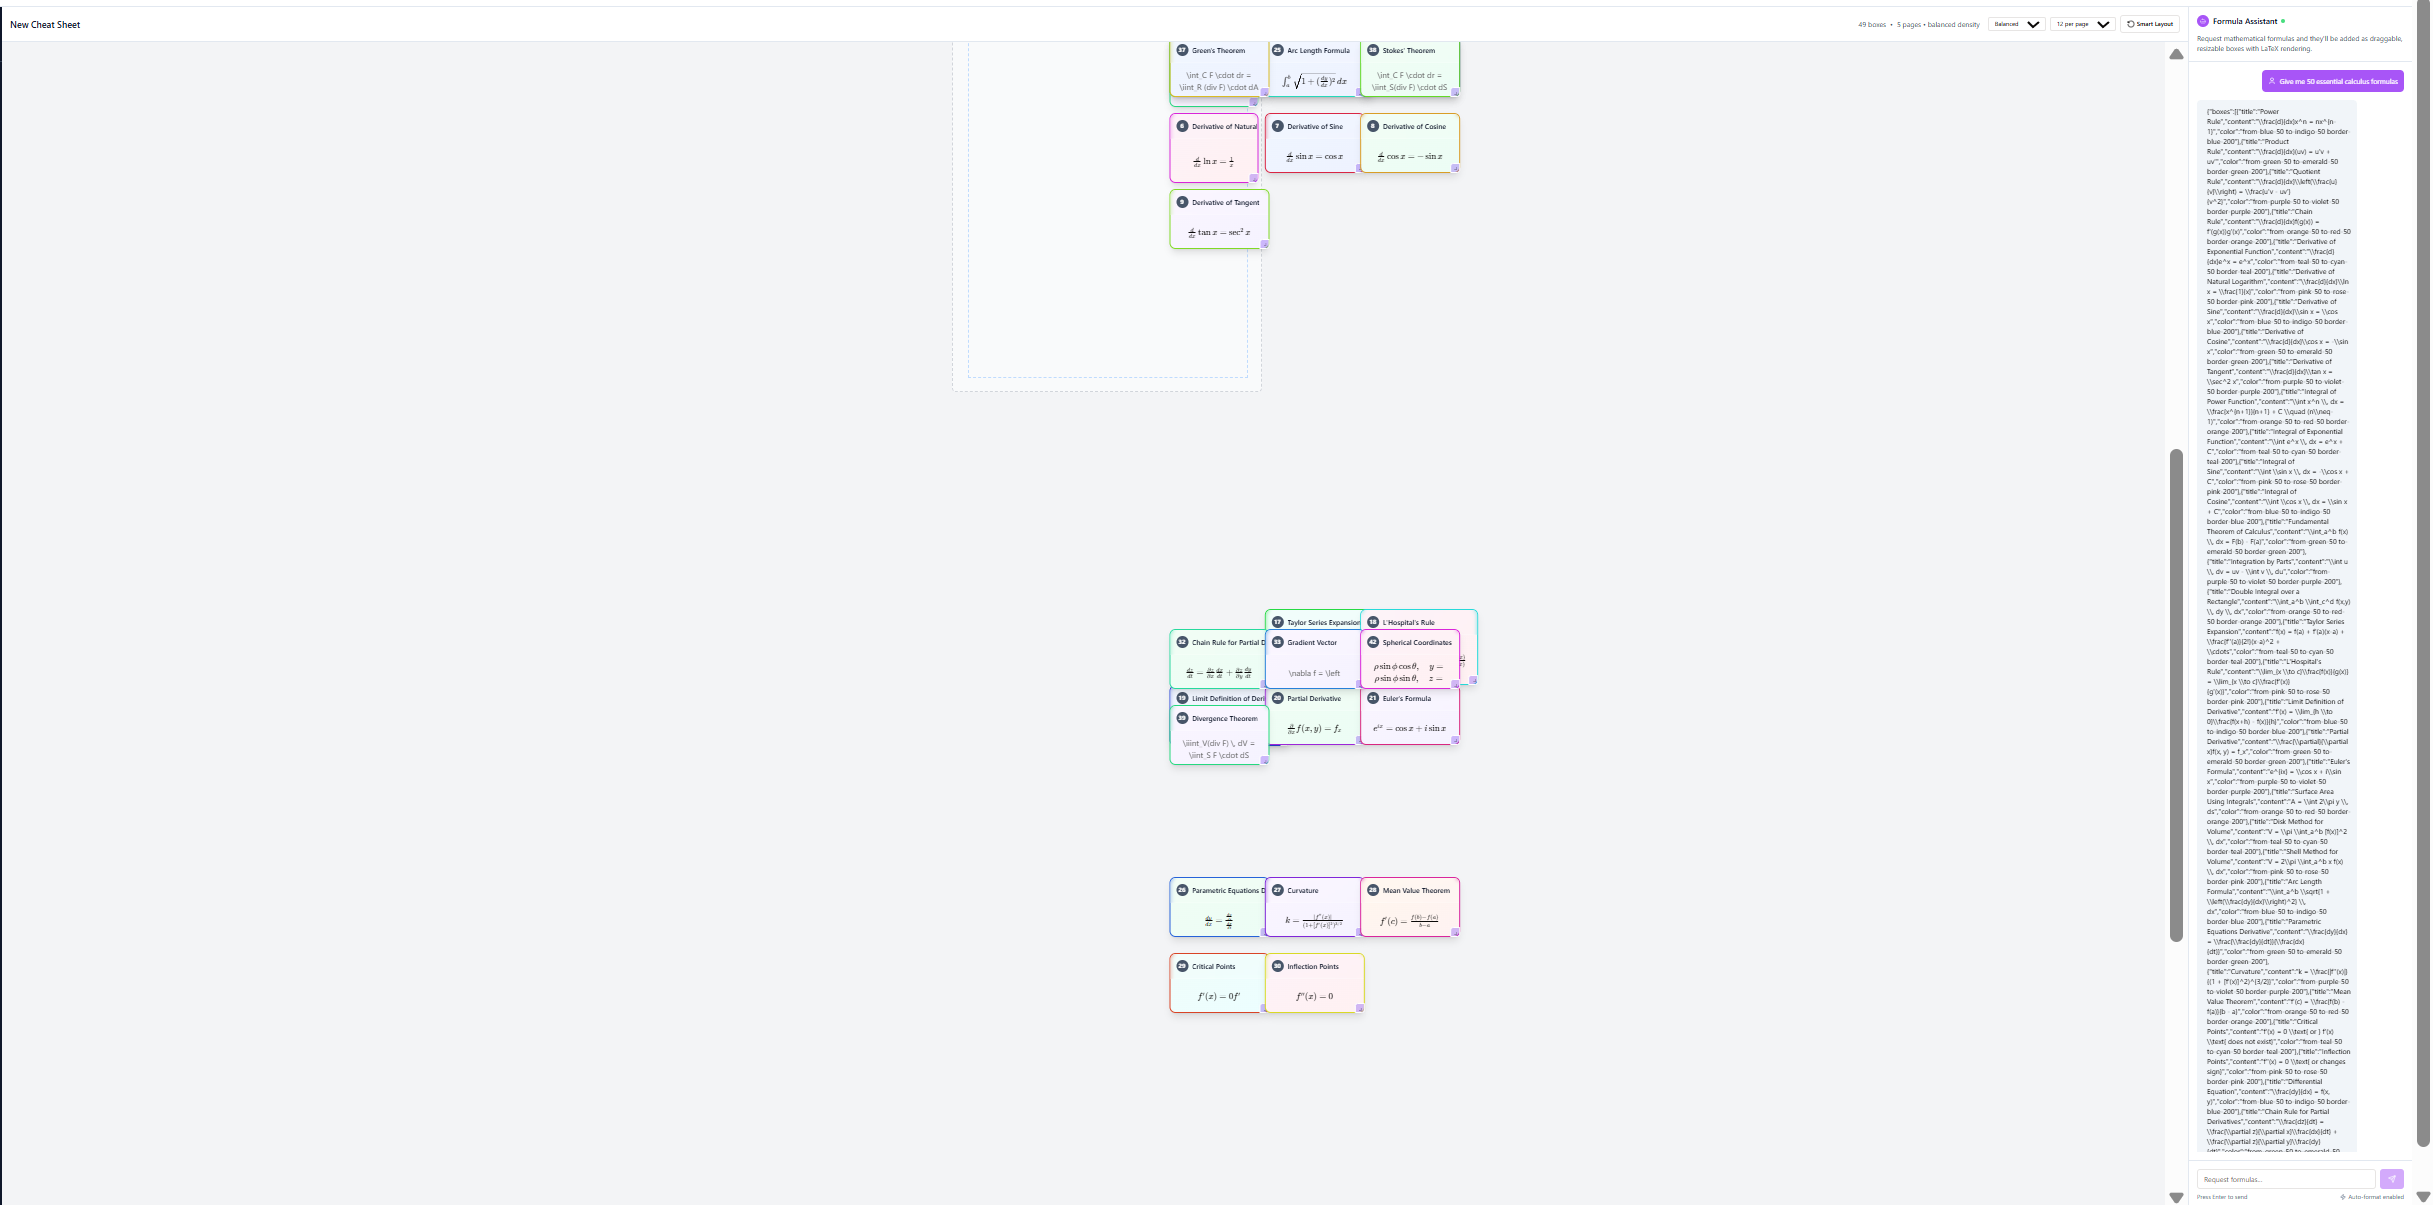 New Cheat Sheet
49 boxes • 5 pages • balanced density
Balanced
12 per page
Smart Layout
37 Green's Theorem
\int_C F \cdot dr =
\iint_R (div F) \cdot dA
25 Arc Length Formula
∫_a^b √1 + (dy/dx)² dx
38 Stokes' Theorem
\int_C F \cdot dr =
\iint_S(div F) \cdot dS
6 Derivative of Natural
d/dx ln x = 1/x
7 Derivative of Sine
d/dx sin x = cos x
8 Derivative of Cosine
d/dx cos x = − sin x
9 Derivative of Tangent
d/dx tan x = sec² x
17 Taylor Series Expansion
18 L'Hospital's Rule
32 Chain Rule for Partial D
dz/dt = ∂z/∂x dx/dt + ∂z/∂y dy/dt
33 Gradient Vector
\nabla f = \left
42 Spherical Coordinates
ρ sin ϕ cos θ, y =
ρ sin ϕ sin θ, z =
19 Limit Definition of Deri
20 Partial Derivative
∂/∂x f(x, y) = fₓ
21 Euler's Formula
e^ix = cos x + i sin x
39 Divergence Theorem
\iiint_V(div F) \, dV =
\iint_S F \cdot dS
26 Parametric Equations D
dy/dx = dy/dt / dx/dt
27 Curvature
k = |f''(x)| / (1+[f'(x)]²)^3/2
28 Mean Value Theorem
f'(c) = f(b)−f(a) / b−a
29 Critical Points
f'(x) = 0f'
30 Inflection Points
f''(x) = 0
Formula Assistant
Request mathematical formulas and they'll be added as draggable,
resizable boxes with LaTeX rendering.
Give me 50 essential calculus formulas
{"boxes":[{"title":"Power
Rule","content":"\\frac{d}{dx}x^n = nx^{n-
1}","color":"from-blue-50 to-indigo-50 border-
blue-200"},{"title":"Product
Rule","content":"\\frac{d}{dx}(uv) = u'v +
uv'","color":"from-green-50 to-emerald-50
border-green-200"},{"title":"Quotient
Rule","content":"\\frac{d}{dx}\\left(\\frac{u}
{v}\\right) = \\frac{u'v - uv'}
{v^2}","color":"from-purple-50 to-violet-50
border-purple-200"},{"title":"Chain
Rule","content":"\\frac{d}{dx}f(g(x)) =
f'(g(x))g'(x)","color":"from-orange-50 to-red-50
border-orange-200"},{"title":"Derivative of
Exponential Function","content":"\\frac{d}
{dx}e^x = e^x","color":"from-teal-50 to-cyan-
50 border-teal-200"},{"title":"Derivative of
Natural Logarithm","content":"\\frac{d}{dx}\\ln
x = \\frac{1}{x}","color":"from-pink-50 to-rose-
50 border-pink-200"},{"title":"Derivative of
Sine","content":"\\frac{d}{dx}\\sin x = \\cos
x","color":"from-blue-50 to-indigo-50 border-
blue-200"},{"title":"Derivative of
Cosine","content":"\\frac{d}{dx}\\cos x = -\\sin
x","color":"from-green-50 to-emerald-50
border-green-200"},{"title":"Derivative of
Tangent","content":"\\frac{d}{dx}\\tan x =
\\sec^2 x","color":"from-purple-50 to-violet-
50 border-purple-200"},{"title":"Integral of
Power Function","content":"\\int x^n \\, dx =
\\frac{x^{n+1}}{n+1} + C \\quad (n\\neq-
1)","color":"from-orange-50 to-red-50 border-
orange-200"},{"title":"Integral of Exponential
Function","content":"\\int e^x \\, dx = e^x +
C","color":"from-teal-50 to-cyan-50 border-
teal-200"},{"title":"Integral of
Sine","content":"\\int \\sin x \\, dx = -\\cos x +
C","color":"from-pink-50 to-rose-50 border-
pink-200"},{"title":"Integral of
Cosine","content":"\\int \\cos x \\, dx = \\sin x
+ C","color":"from-blue-50 to-indigo-50
border-blue-200"},{"title":"Fundamental
Theorem of Calculus","content":"\\int_a^b f(x)
\\, dx = F(b) - F(a)","color":"from-green-50 to-
emerald-50 border-green-200"},
{"title":"Integration by Parts","content":"\\int u
\\, dv = uv - \\int v \\, du","color":"from-
purple-50 to-violet-50 border-purple-200"},
{"title":"Double Integral over a
Rectangle","content":"\\int_a^b \\int_c^d f(x,y)
\\, dy \\, dx","color":"from-orange-50 to-red-
50 border-orange-200"},{"title":"Taylor Series
Expansion","content":"f(x) = f(a) + f'(a)(x-a) +
\\frac{f''(a)}{2!}(x-a)^2 +
\\cdots","color":"from-teal-50 to-cyan-50
border-teal-200"},{"title":"L'Hospital's
Rule","content":"\\lim_{x \\to c}\\frac{f(x)}{g(x)}
= \\lim_{x \\to c}\\frac{f'(x)}
{g'(x)}","color":"from-pink-50 to-rose-50
border-pink-200"},{"title":"Limit Definition of
Derivative","content":"f'(x) = \\lim_{h \\to
0}\\frac{f(x+h) - f(x)}{h}","color":"from-blue-50
to-indigo-50 border-blue-200"},{"title":"Partial
Derivative","content":"\\frac{\\partial}{\\partial
x}f(x, y) = f_x","color":"from-green-50 to-
emerald-50 border-green-200"},{"title":"Euler's
Formula","content":"e^{ix} = \\cos x + i\\sin
x","color":"from-purple-50 to-violet-50
border-purple-200"},{"title":"Surface Area
Using Integrals","content":"A = \\int 2\\pi y \\,
ds","color":"from-orange-50 to-red-50 border-
orange-200"},{"title":"Disk Method for
Volume","content":"V = \\pi \\int_a^b [f(x)]^2
\\, dx","color":"from-teal-50 to-cyan-50
border-teal-200"},{"title":"Shell Method for
Volume","content":"V = 2\\pi \\int_a^b x f(x)
\\, dx","color":"from-pink-50 to-rose-50
border-pink-200"},{"title":"Arc Length
Formula","content":"\\int_a^b \\sqrt{1 +
\\left(\\frac{dy}{dx}\\right)^2} \\,
dx","color":"from-blue-50 to-indigo-50
border-blue-200"},{"title":"Parametric
Equations Derivative","content":"\\frac{dy}{dx}
= \\frac{\\frac{dy}{dt}}{\\frac{dx}
{dt}}","color":"from-green-50 to-emerald-50
border-green-200"},
{"title":"Curvature","content":"k = \\frac{|f''(x)|}
{(1 + [f'(x)]^2)^{3/2}}","color":"from-purple-50
to-violet-50 border-purple-200"},{"title":"Mean
Value Theorem","content":"f'(c) = \\frac{f(b) -
f(a)}{b - a}","color":"from-orange-50 to-red-50
border-orange-200"},{"title":"Critical
Points","content":"f'(x) = 0 \\text{ or } f'(x)
\\text{ does not exist}","color":"from-teal-50
to-cyan-50 border-teal-200"},{"title":"Inflection
Points","content":"f''(x) = 0 \\text{ or changes
sign}","color":"from-pink-50 to-rose-50
border-pink-200"},{"title":"Differential
Equation","content":"\\frac{dy}{dx} = f(x,
y)","color":"from-blue-50 to-indigo-50 border-
blue-200"},{"title":"Chain Rule for Partial
Derivatives","content":"\\frac{dz}{dt} =
\\frac{\\partial z}{\\partial x}\\frac{dx}{dt} +
\\frac{\\partial z}{\\partial y}\\frac{dy}
{dt}","color":"from-green-50 to-emerald-50
Request formulas...
Press Enter to send
Auto-format enabled